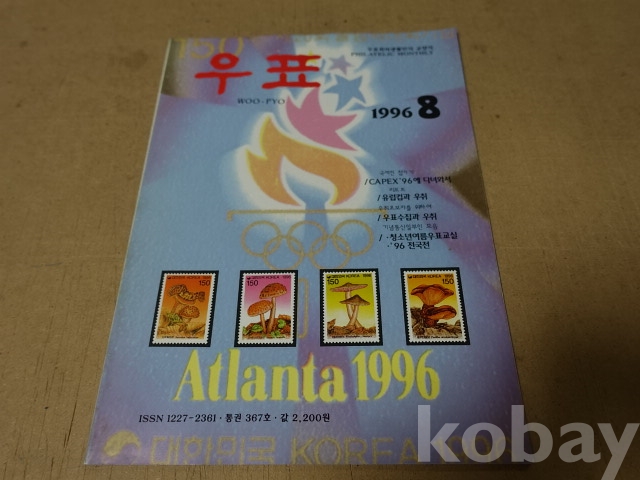 150
우표
WOO-PYO
PHILATELIC MONTHLY
1996 8
/CAPEX '96에 다녀와서
/유럽컵과 우취
/우표수집과 우취
/·청소년여름우표교실
·'96 전국전
150
150
150
150
Atlanta 1996
ISSN 1227-2361 · 통권 367호 · 값 2,200원
대한민국 KOREA 1996
kobay